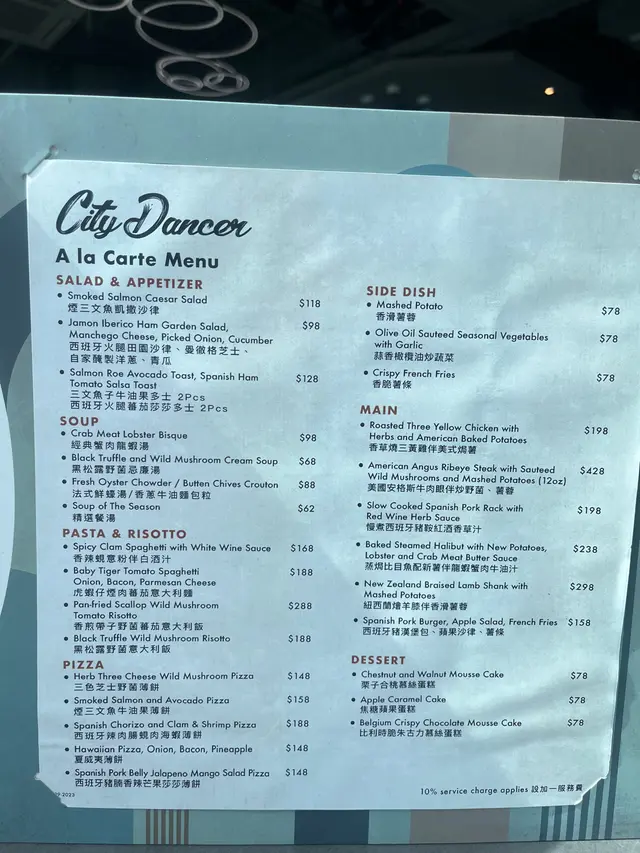 City Dancer
A la Carte Menu
SALAD & APPETIZER
Smoked Salmon Caesar Salad $118
煙三文魚凱撒沙律
Jamon Iberico Ham Garden Salad, $98
Manchego Cheese, Picked Onion, Cucumber
西班牙火腿田園沙律、曼徹格芝士、
自家醃製洋蔥、青瓜
Salmon Roe Avocado Toast, Spanish Ham $128
Tomato Salsa Toast
三文魚子牛油果多士 2Pcs
西班牙火腿蕃茄莎莎多士 2Pcs
SOUP
Crab Meat Lobster Bisque $98
經典蟹肉龍蝦湯
Black Truffle and Wild Mushroom Cream Soup $68
黑松露野菌忌廉湯
Fresh Oyster Chowder / Butten Chives Crouton $88
法式鮮蠔湯/香蔥牛油麵包粒
Soup of The Season $62
精選餐湯
PASTA & RISOTTO
Spicy Clam Spaghetti with White Wine Sauce $168
香辣蜆意粉伴白酒汁
Baby Tiger Tomato Spaghetti $188
Onion, Bacon, Parmesan Cheese
虎蝦仔煙肉蕃茄意大利麵
Pan-fried Scallop Wild Mushroom $288
Tomato Risotto
香煎帶子野菌蕃茄意大利飯
Black Truffle Wild Mushroom Risotto $188
黑松露野菌意大利飯
PIZZA
Herb Three Cheese Wild Mushroom Pizza $148
三色芝士野菌薄餅
Smoked Salmon and Avocado Pizza $158
煙三文魚牛油果薄餅
Spanish Chorizo and Clam & Shrimp Pizza $188
西班牙辣肉腸蜆肉海蝦薄餅
Hawaiian Pizza, Onion, Bacon, Pineapple $148
夏威夷薄餅
Spanish Pork Belly Jalapeno Mango Salad Pizza $148
西班牙豬腩香辣芒果莎莎薄餅
SIDE DISH
Mashed Potato $78
香滑薯蓉
Olive Oil Sauteed Seasonal Vegetables $78
with Garlic
蒜香橄欖油炒蔬菜
Crispy French Fries $78
香脆薯條
MAIN
Roasted Three Yellow Chicken with $198
Herbs and American Baked Potatoes
香草燒三黃雞伴美式焗薯
American Angus Ribeye Steak with Sauteed $428
Wild Mushrooms and Mashed Potatoes (12oz)
美國安格斯牛肉眼伴炒野菌、薯蓉
Slow Cooked Spanish Pork Rack with $198
Red Wine Herb Sauce
慢煮西班牙豬鞍紅酒香草汁
Baked Steamed Halibut with New Potatoes, $238
Lobster and Crab Meat Butter Sauce
蒸焗比目魚配新薯伴龍蝦蟹肉牛油汁
New Zealand Braised Lamb Shank with $298
Mashed Potatoes
紐西蘭燴羊膝伴香滑薯蓉
Spanish Pork Burger, Apple Salad, French Fries $158
西班牙豬漢堡包、蘋果沙律、薯條
DESSERT
Chestnut and Walnut Mousse Cake $78
栗子合桃慕絲蛋糕
Apple Caramel Cake $78
焦糖蘋果蛋糕
Belgium Crispy Chocolate Mousse Cake $78
比利時脆朱古力慕絲蛋糕
10% service charge applies 設加一服務費
2023